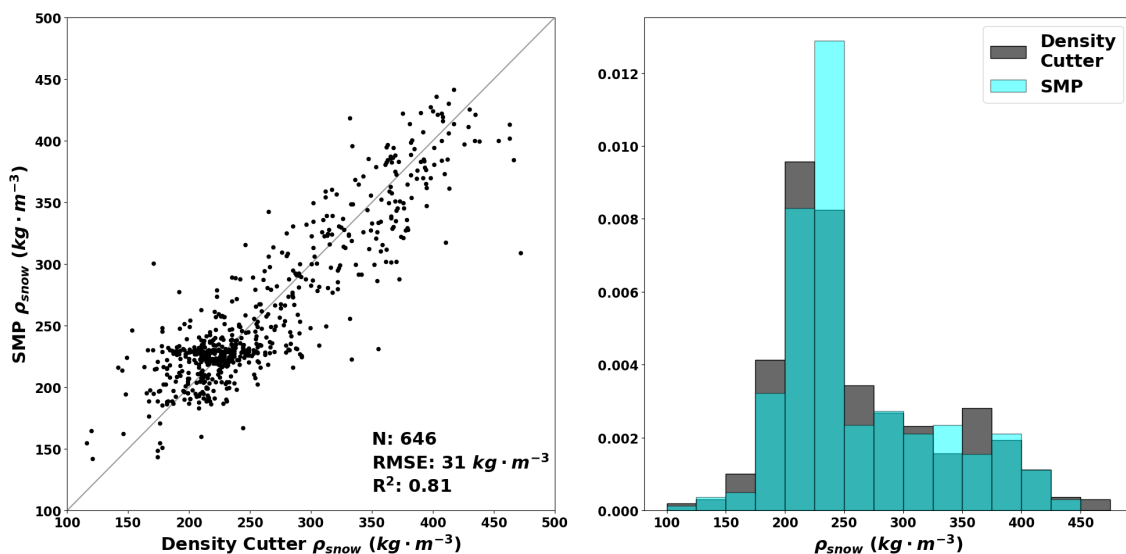 500
450
400
350
300
250
200
150
100
100 150 200 250 300 350 400 450 500
SMP ρsnow (kg · m⁻³)
Density Cutter ρsnow (kg · m⁻³)
N: 646
RMSE: 31 kg · m⁻³
R²: 0.81
Density
Cutter
SMP
0.012
0.010
0.008
0.006
0.004
0.002
0.000
100 150 200 250 300 350 400 450
ρsnow (kg · m⁻³)